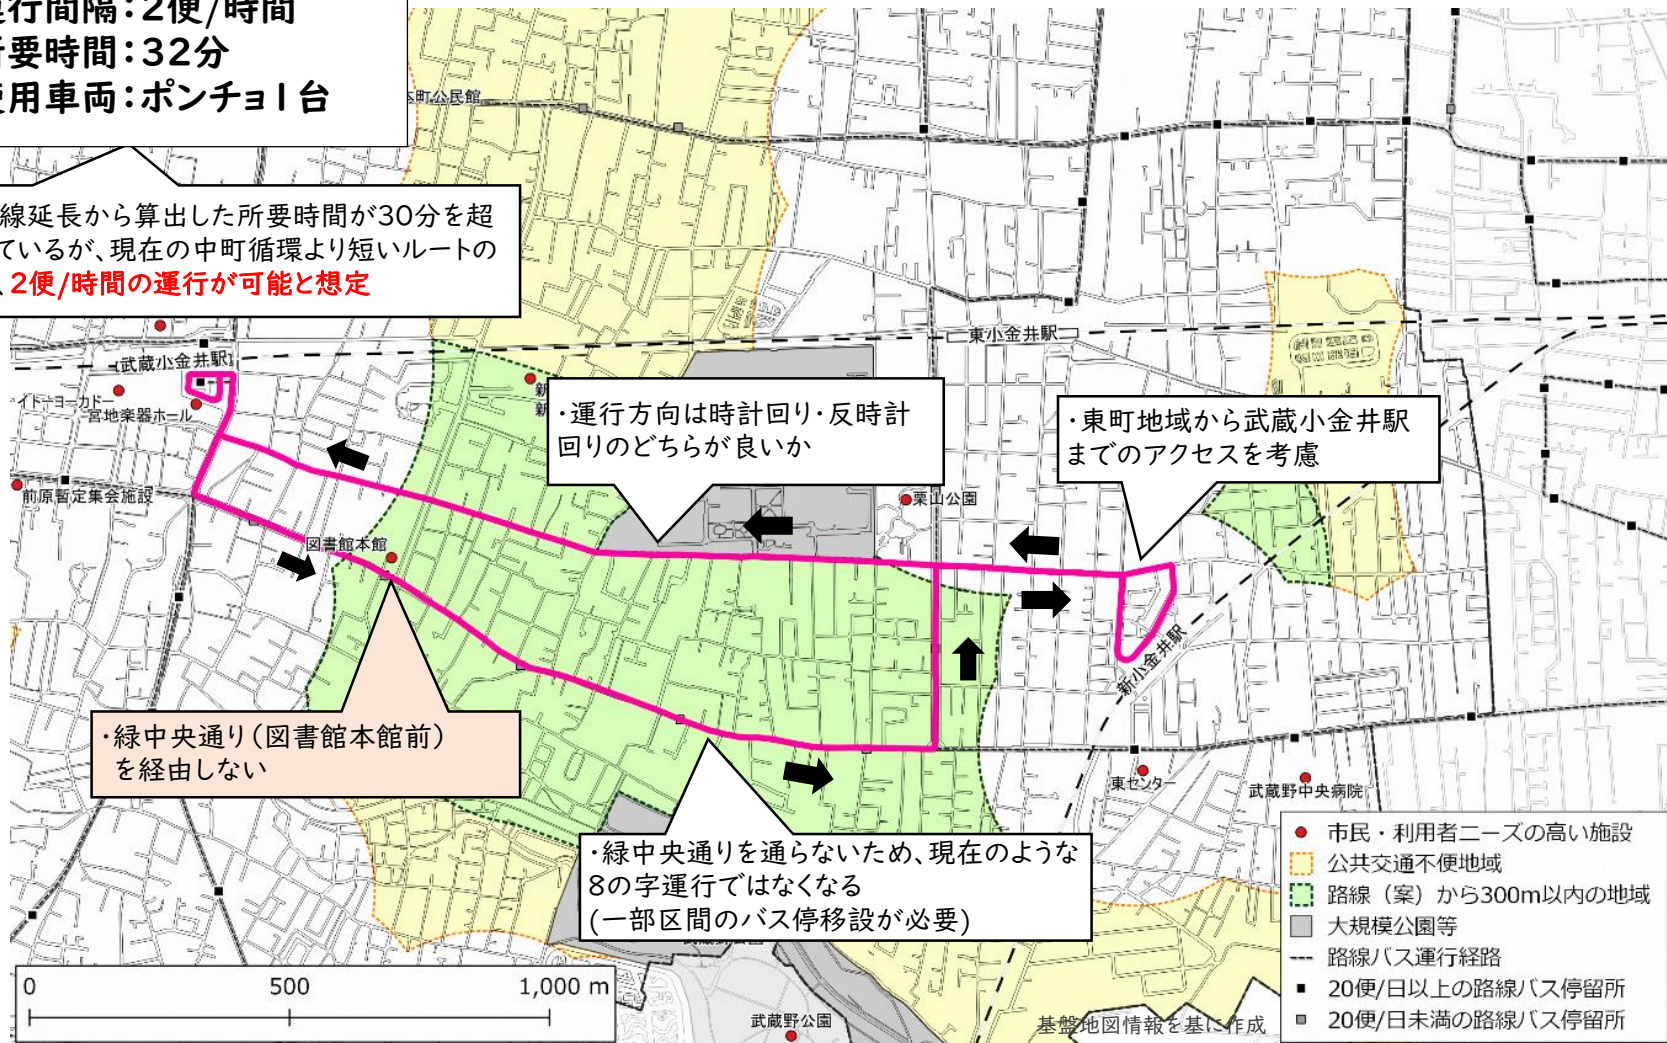 運行間隔：2便/時間
所要時間：32分
使用車両：ポンチョ1台
線延長から算出した所要時間が30分を超
ているが、現在の中町循環より短いルートの
、2便/時間の運行が可能と想定
本町公民館
武蔵小金井駅
イトーヨーカドー
宮地楽器ホール
前原暫定集会施設
図書館本館
新
新
東小金井駅
・運行方向は時計回り・反時計
回りのどちらが良いか
・東町地域から武蔵小金井駅
までのアクセスを考慮
栗山公園
新小金井駅
・緑中央通り（図書館本館前）
を経由しない
東センター
武蔵野中央病院
・緑中央通りを通らないため、現在のような
8の字運行ではなくなる
(一部区間のバス停移設が必要)
武蔵野公園
0 500 1,000 m
基盤地図情報を基に作成
市民・利用者ニーズの高い施設
公共交通不便地域
路線（案）から300m以内の地域
大規模公園等
路線バス運行経路
20便/日以上の路線バス停留所
20便/日未満の路線バス停留所